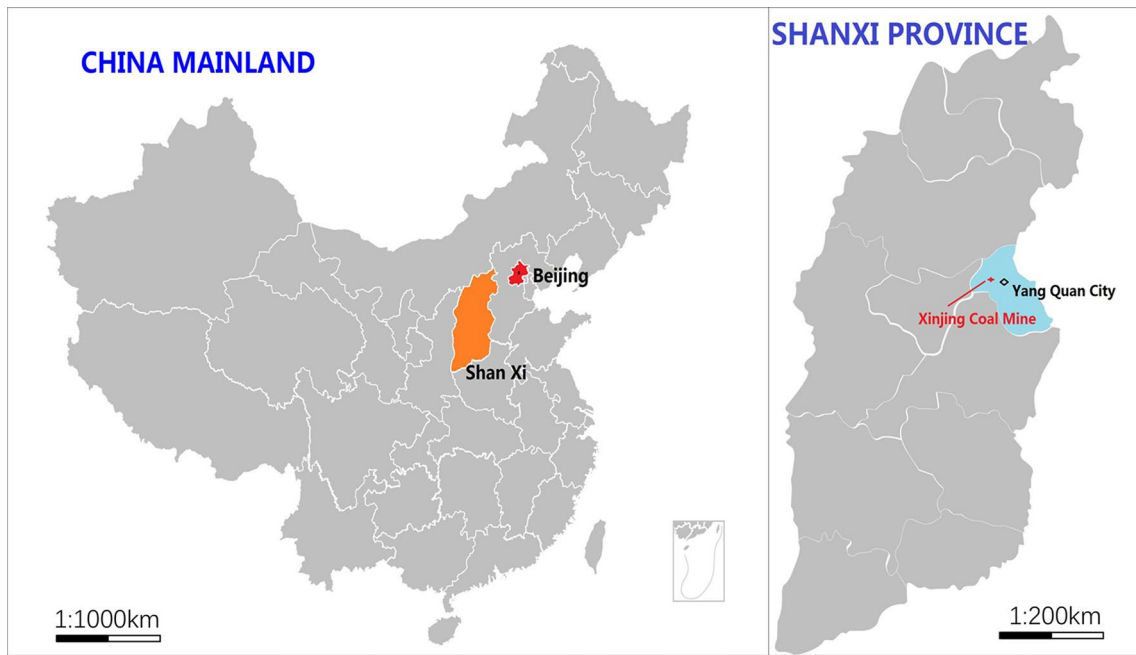 CHINA MAINLAND
Beijing
Shan Xi
1:1000km
SHANXI PROVINCE
Yang Quan City
Xinjing Coal Mine
1:200km